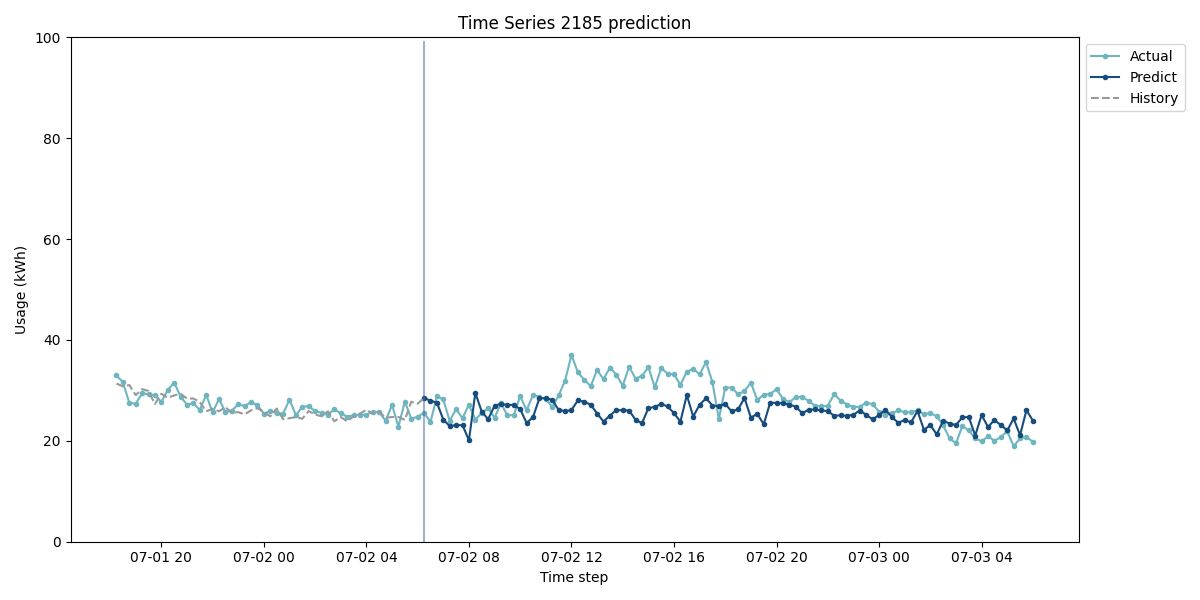 Time Series 2185 prediction
100
80
60
40
20
0
Usage (kWh)
07-01 20
07-02 00
07-02 04
07-02 08
07-02 12
07-02 16
07-02 20
07-03 00
07-03 04
Time step
Actual
Predict
History